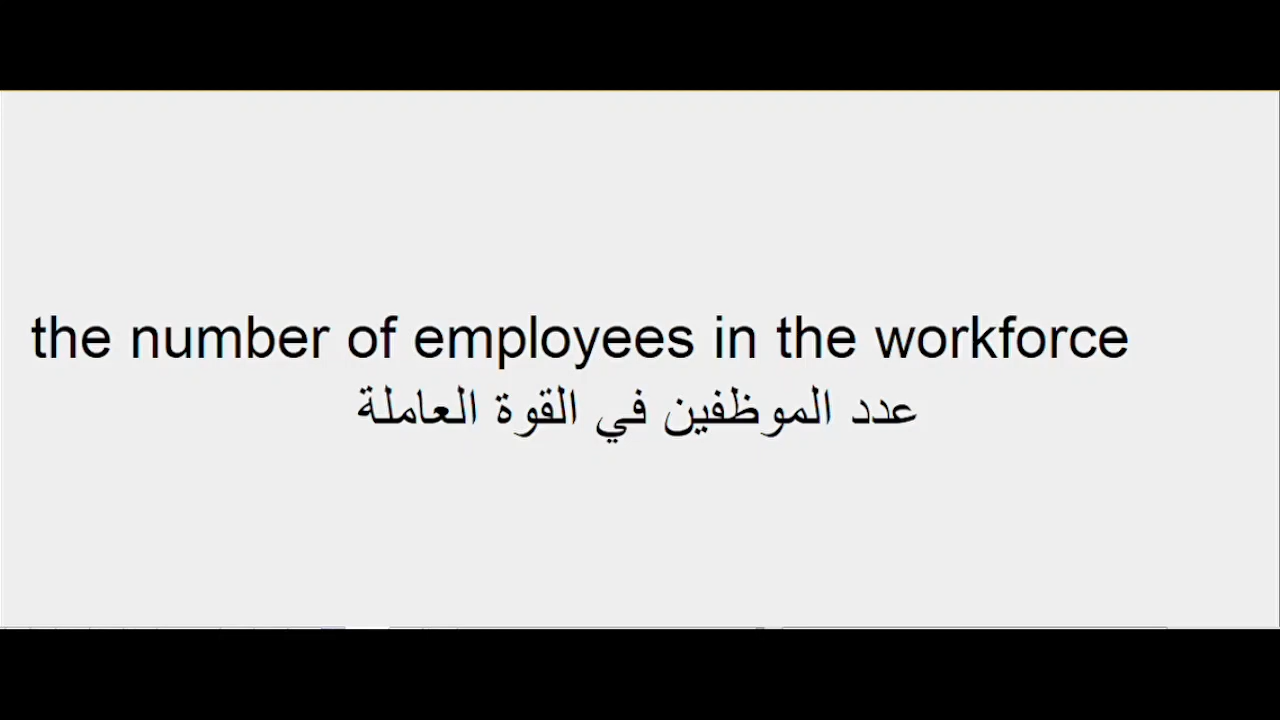 the number of employees in the workforce
عدد الموظفين في القوة العاملة